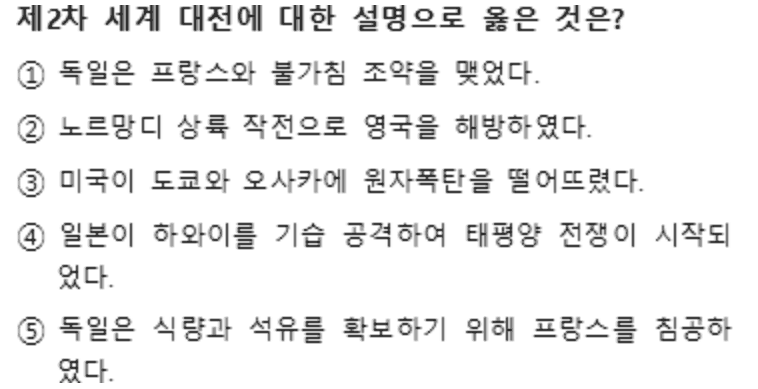 제2차 세계 대전에 대한 설명으로 옳은 것은?
① 독일은 프랑스와 불가침 조약을 맺었다.
② 노르망디 상륙 작전으로 영국을 해방하였다.
③ 미국이 도쿄와 오사카에 원자폭탄을 떨어뜨렸다.
④ 일본이 하와이를 기습 공격하여 태평양 전쟁이 시작되
었다.
⑤ 독일은 식량과 석유를 확보하기 위해 프랑스를 침공하
였다.